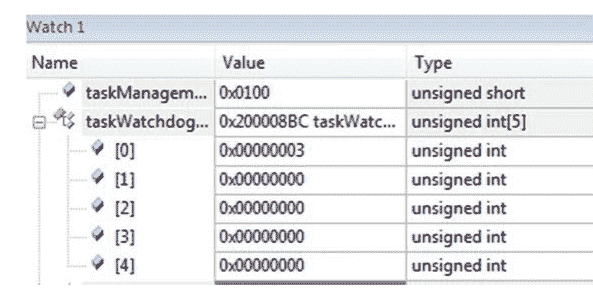 Watch 1
Name Value Type
taskManagem... 0x0100 unsigned short
taskWatchdog... 0x200008BC taskWatc... unsigned int[5]
[0] 0x00000003 unsigned int
[1] 0x00000000 unsigned int
[2] 0x00000000 unsigned int
[3] 0x00000000 unsigned int
[4] 0x00000000 unsigned int